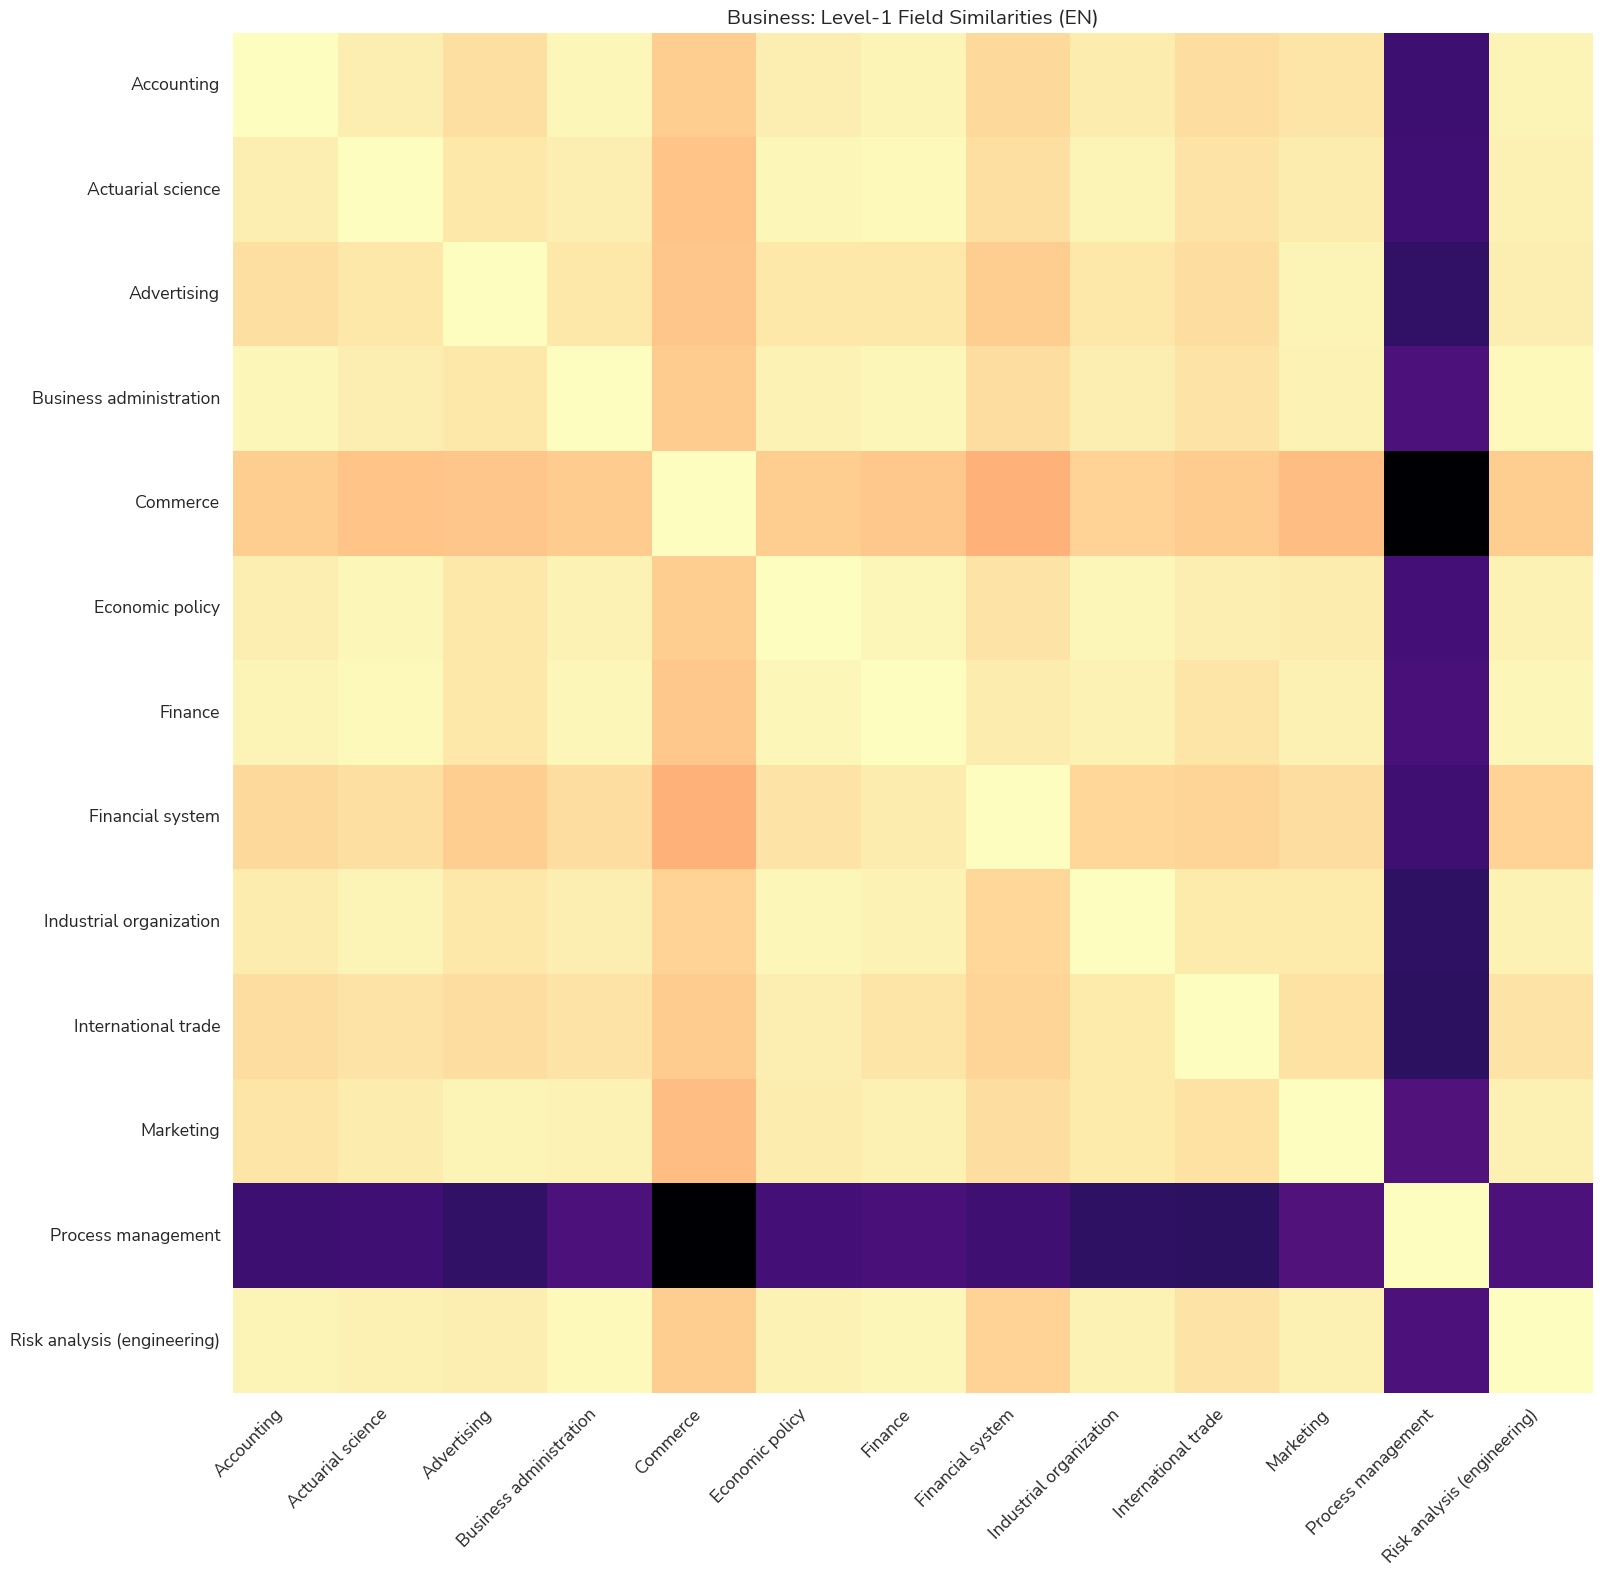 Business: Level-1 Field Similarities (EN)
Accounting
Actuarial science
Advertising
Business administration
Commerce
Economic policy
Finance
Financial system
Industrial organization
International trade
Marketing
Process management
Risk analysis (engineering)
Accounting
Actuarial science
Advertising
Business administration
Commerce
Economic policy
Finance
Financial system
Industrial organization
International trade
Marketing
Process management
Risk analysis (engineering)